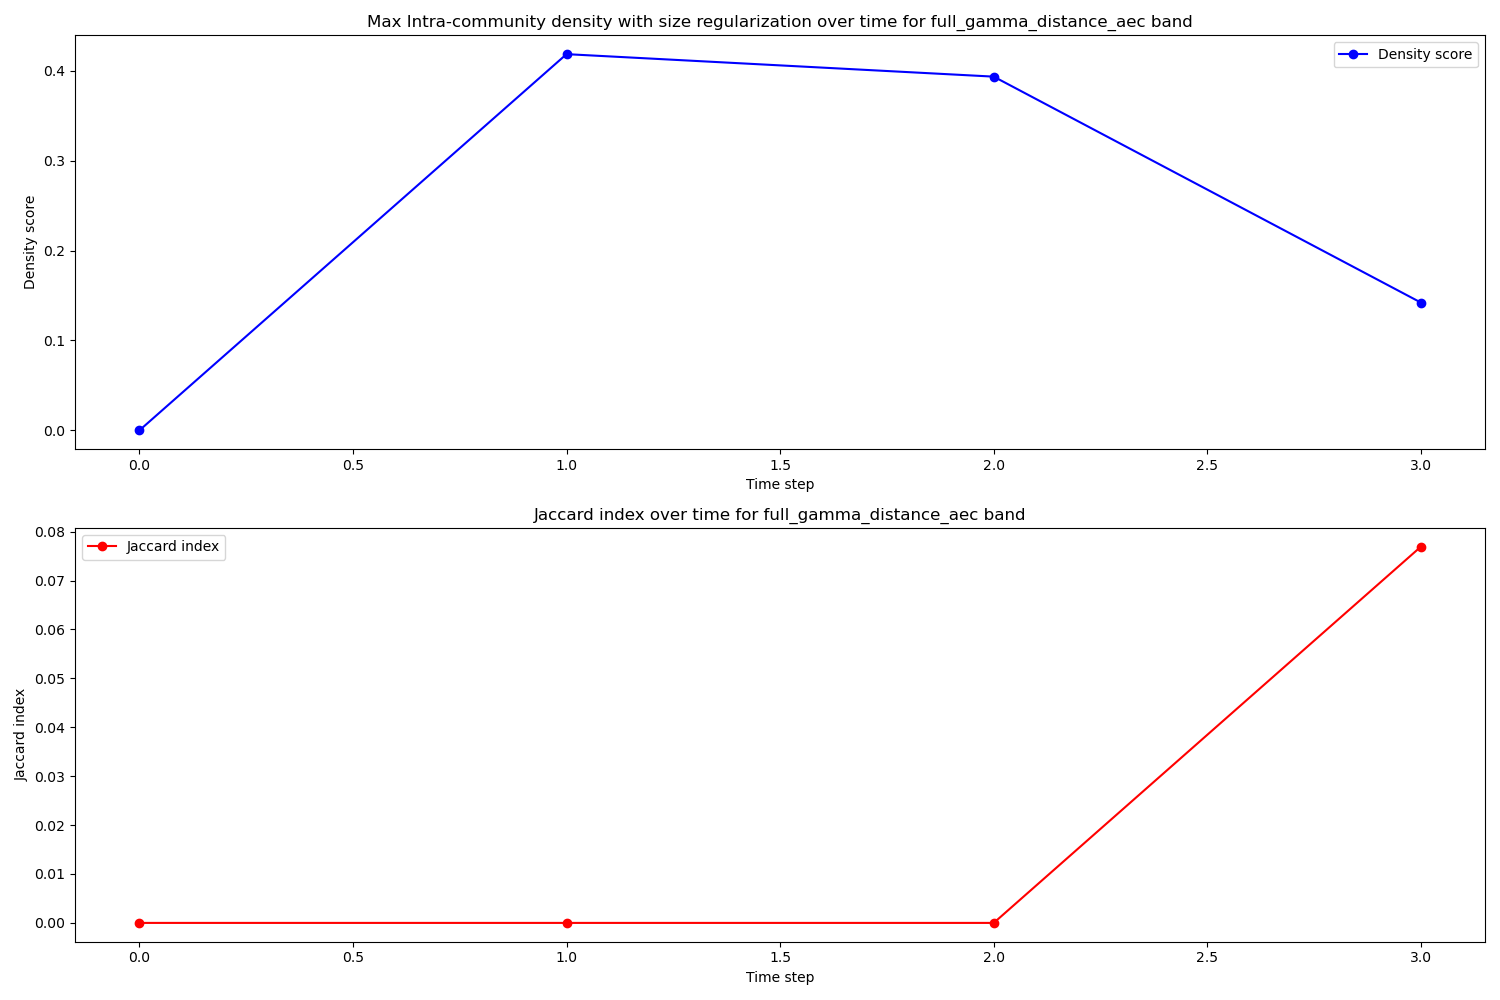 Max Intra-community density with size regularization over time for full_gamma_distance_aec band
Density score
0.4
0.3
0.2
0.1
0.0
Density score
0.0 0.5 1.0 1.5 2.0 2.5 3.0
Time step
Jaccard index over time for full_gamma_distance_aec band
Jaccard index
0.08
0.07
0.06
0.05
0.04
0.03
0.02
0.01
0.00
Jaccard index
0.0 0.5 1.0 1.5 2.0 2.5 3.0
Time step